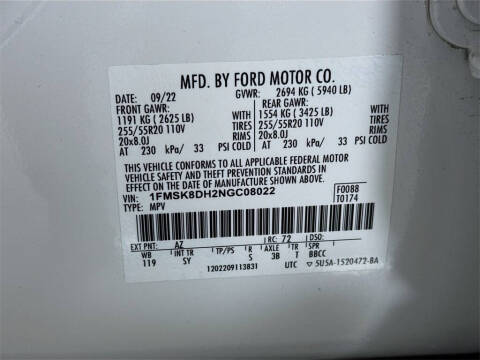 MFD. BY FORD MOTOR CO.
DATE: 09/22 GVWR: 2694 KG ( 5940 LB)
FRONT GAWR: REAR GAWR:
1191 KG ( 2625 LB) WITH 1554 KG ( 3425 LB) WITH
255/55R20 110V TIRES 255/55R20 110V TIRES
20x8.0J RIMS 20x8.0J RIMS
AT 230 kPa/ 33 PSI COLD AT 230 kPa/ 33 PSI COLD
THIS VEHICLE CONFORMS TO ALL APPLICABLE FEDERAL MOTOR
VEHICLE SAFETY AND THEFT PREVENTION STANDARDS IN
EFFECT ON THE DATE OF MANUFACTURE SHOWN ABOVE.
VIN: 1FMSK8DH2NGC08022 F0088
TYPE: MPV T0174
EXT PNT: AZ RC: 72 DSO:
WB INT TR TP/PS R AXLE TR SPR
119 SY S 3B T BBCC
1202209113831 UTC 5U5A-1520472-BA